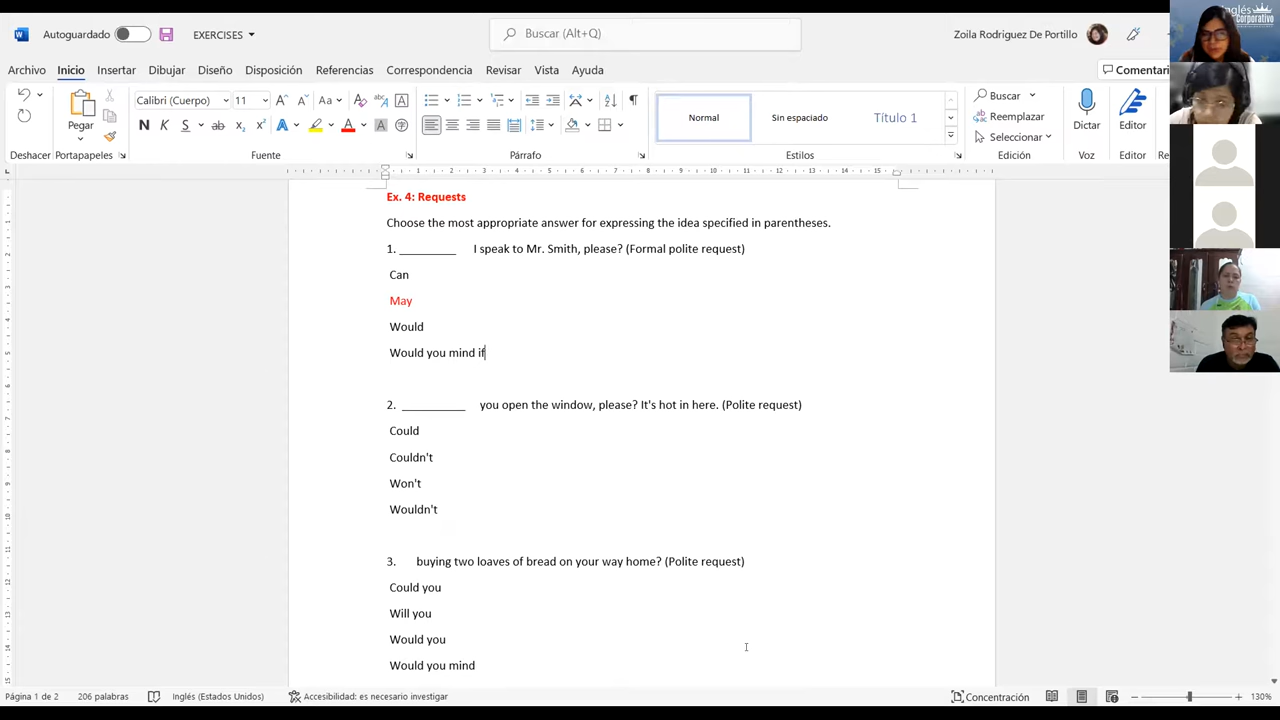 Autoguardado
EXERCISES
Buscar (Alt+Q)
Zoila Rodriguez De Portillo
Inglés
Corporativo
Archivo Inicio Insertar Dibujar Diseño Disposición Referencias Correspondencia Revisar Vista Ayuda Comentari
Calibri (Cuerpo) 11
Pegar
N K S ab x₂ x²
Normal
Sin espaciado
Título 1
Buscar
Reemplazar
Seleccionar
Dictar
Editor
Deshacer Portapapeles Fuente Párrafo Estilos Edición Voz Editor Re
Ex. 4: Requests
Choose the most appropriate answer for expressing the idea specified in parentheses.
1. _________ I speak to Mr. Smith, please? (Formal polite request)
Can
May
Would
Would you mind if
2. __________ you open the window, please? It's hot in here. (Polite request)
Could
Couldn't
Won't
Wouldn't
3. buying two loaves of bread on your way home? (Polite request)
Could you
Will you
Would you
Would you mind
Página 1 de 2 206 palabras Inglés (Estados Unidos) Accesibilidad: es necesario investigar Concentración 130%